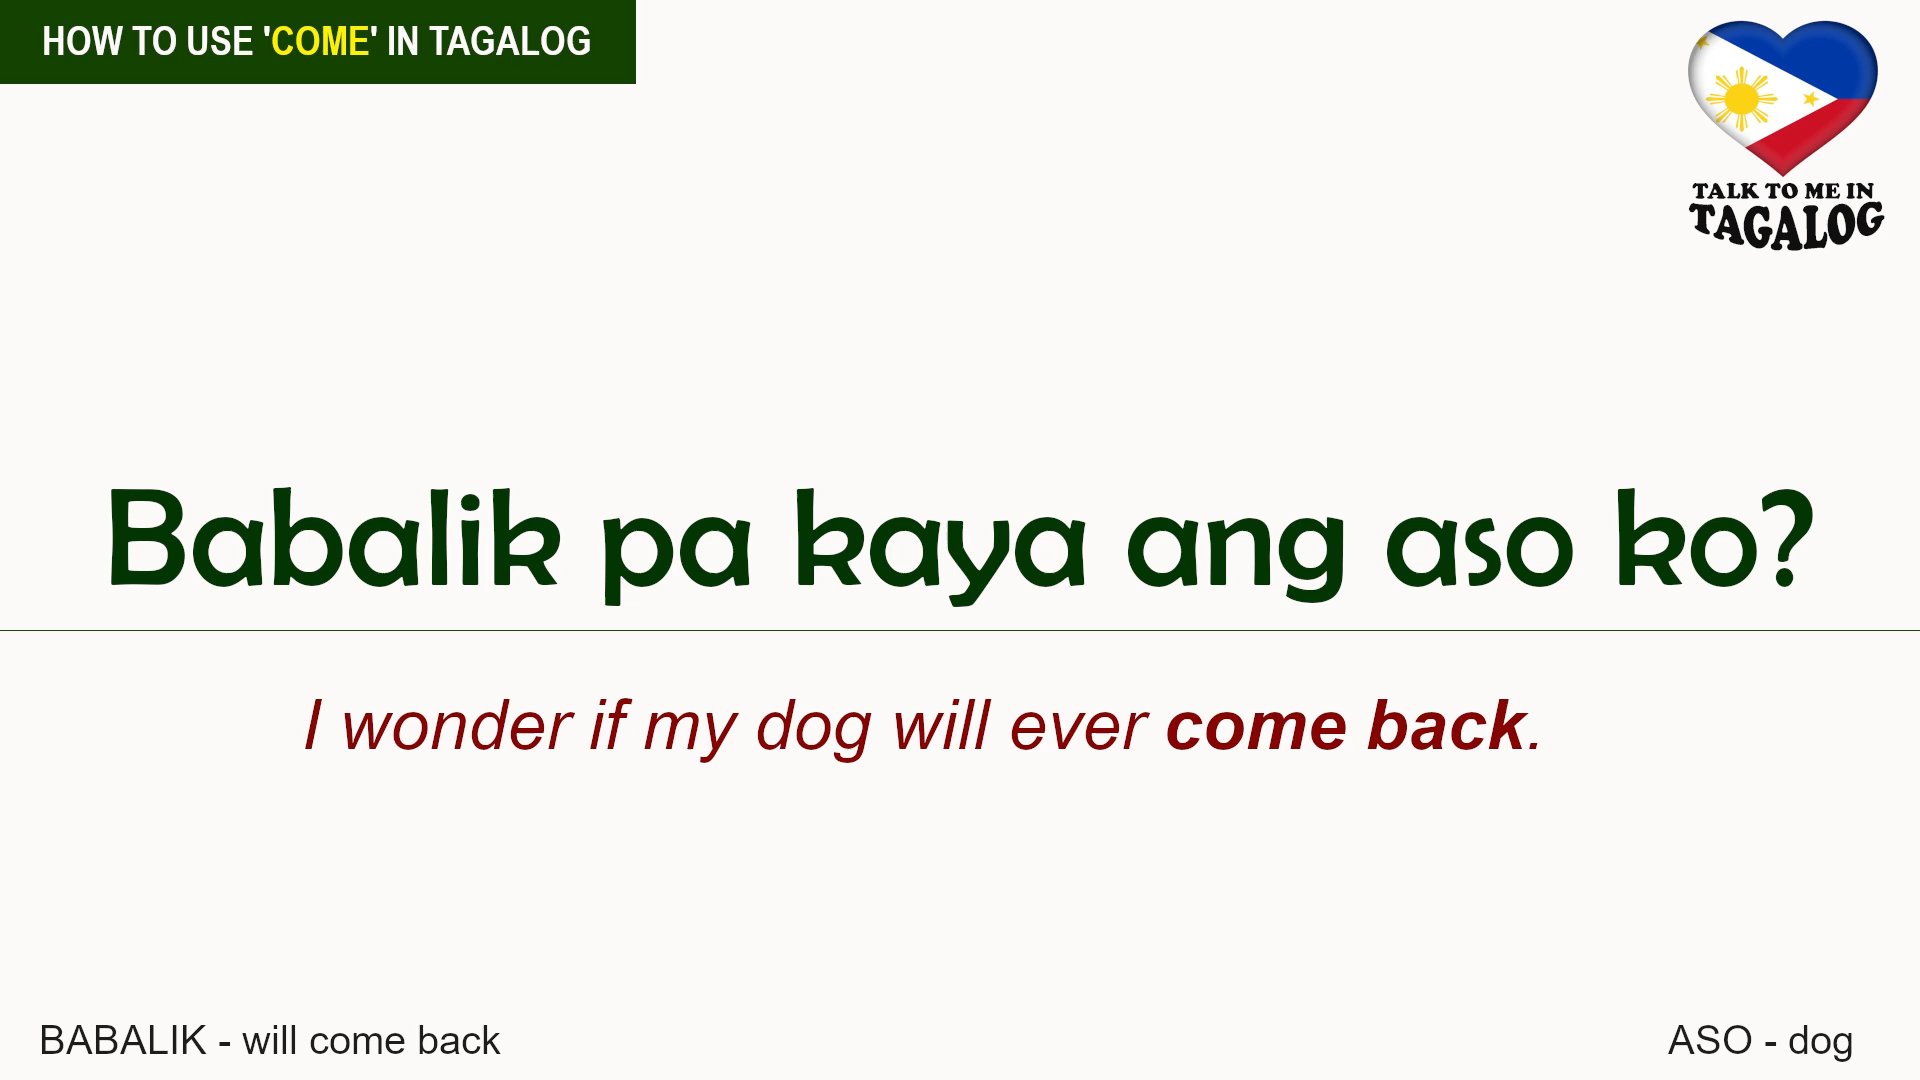 HOW TO USE 'COME' IN TAGALOG
TALK TO ME IN
TAGALOG
Babalik pa kaya ang aso ko?
I wonder if my dog will ever come back.
BABALIK - will come back
ASO - dog